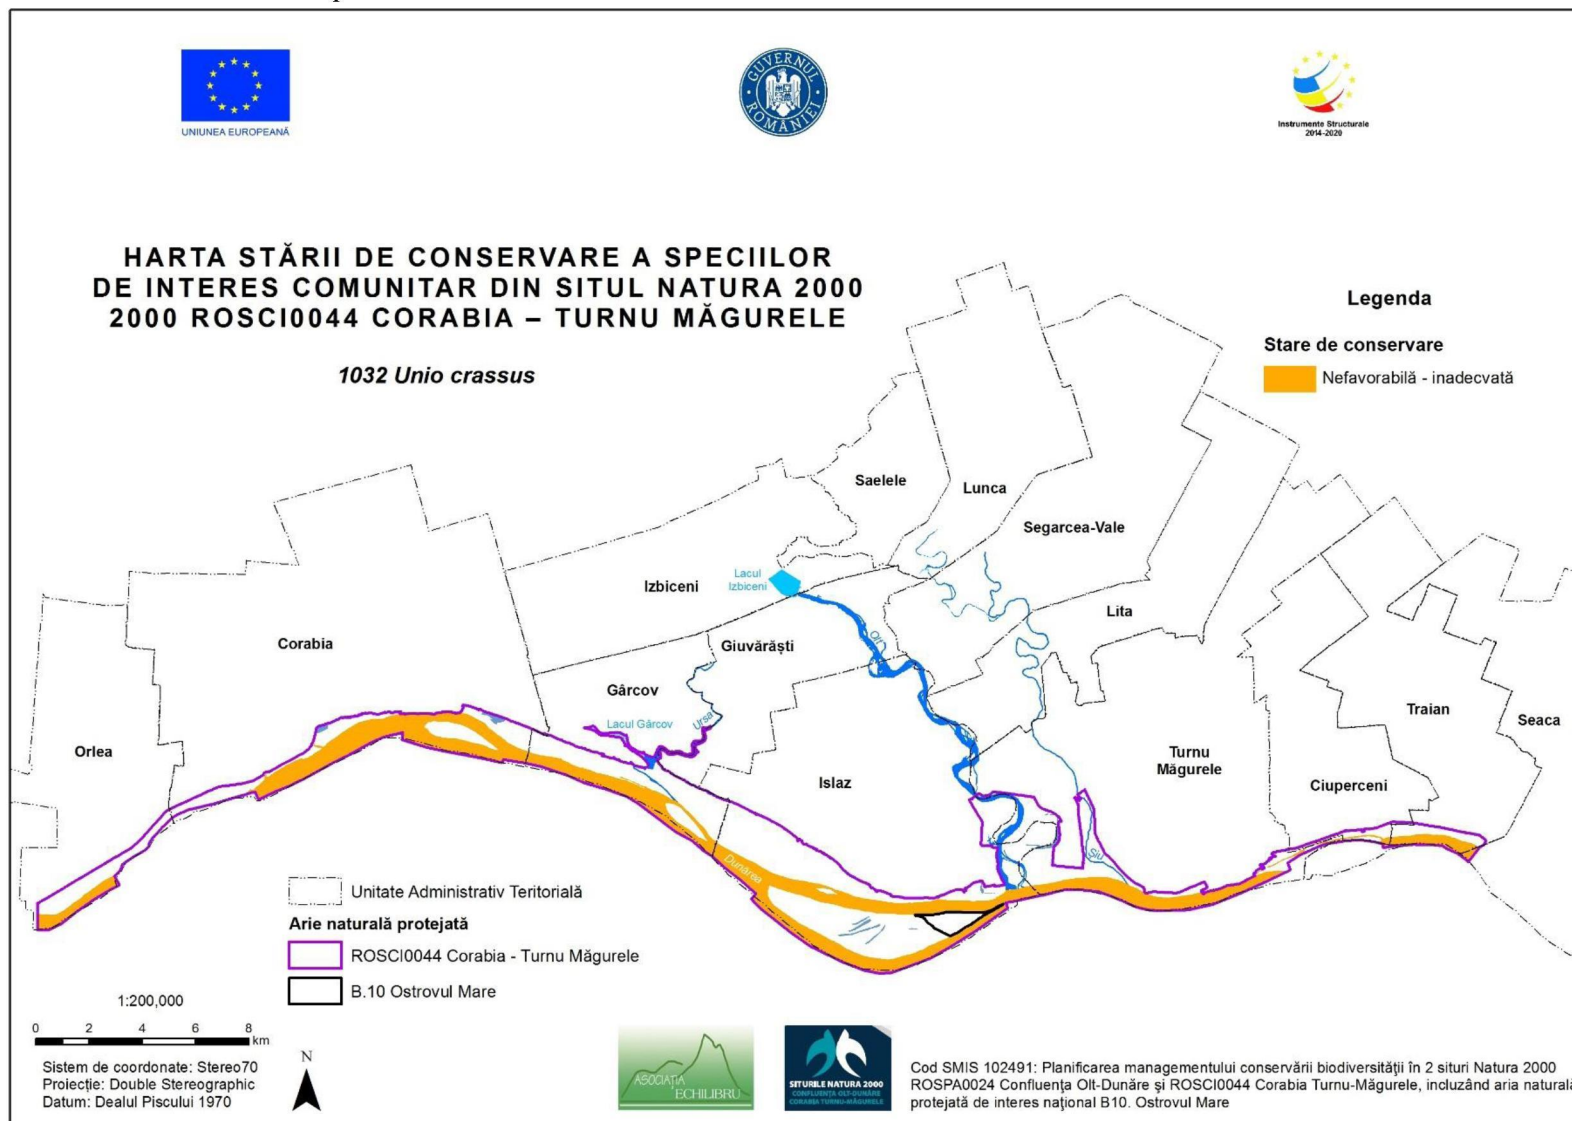 UNIUNEA EUROPEANĂ
GUVERNUL ROMÂNIEI
Instrumente Structurale
2014-2020
HARTA STĂRII DE CONSERVARE A SPECIILOR
DE INTERES COMUNITAR DIN SITUL NATURA 2000
2000 ROSCI0044 CORABIA – TURNU MĂGURELE
1032 Unio crassus
Legenda
Stare de conservare
Nefavorabilă - inadecvată
Saelele
Lunca
Segarcea-Vale
Izbiceni
Lacul
Izbiceni
Lita
Corabia
Giuvărăști
Olt
Gârcov
Lacul Gârcov
Ursa
Orlea
Islaz
Turnu
Măgurele
Traian
Seaca
Ciuperceni
Siu
Dunărea
Unitate Administrativ Teritorială
Arie naturală protejată
ROSCI0044 Corabia - Turnu Măgurele
B.10 Ostrovul Mare
1:200,000
0 2 4 6 8
km
N
Sistem de coordonate: Stereo70
Proiecție: Double Stereographic
Datum: Dealul Piscului 1970
ASOCIAȚIA
ECHILIBRU
SITURILE NATURA 2000
CONFLUENȚA OLT-DUNĂRE
CORABIA TURNU-MĂGURELE
Cod SMIS 102491: Planificarea managementului conservării biodiversității în 2 situri Natura 2000
ROSPA0024 Confluența Olt-Dunăre și ROSCI0044 Corabia Turnu-Măgurele, incluzând aria naturală
protejată de interes național B10. Ostrovul Mare